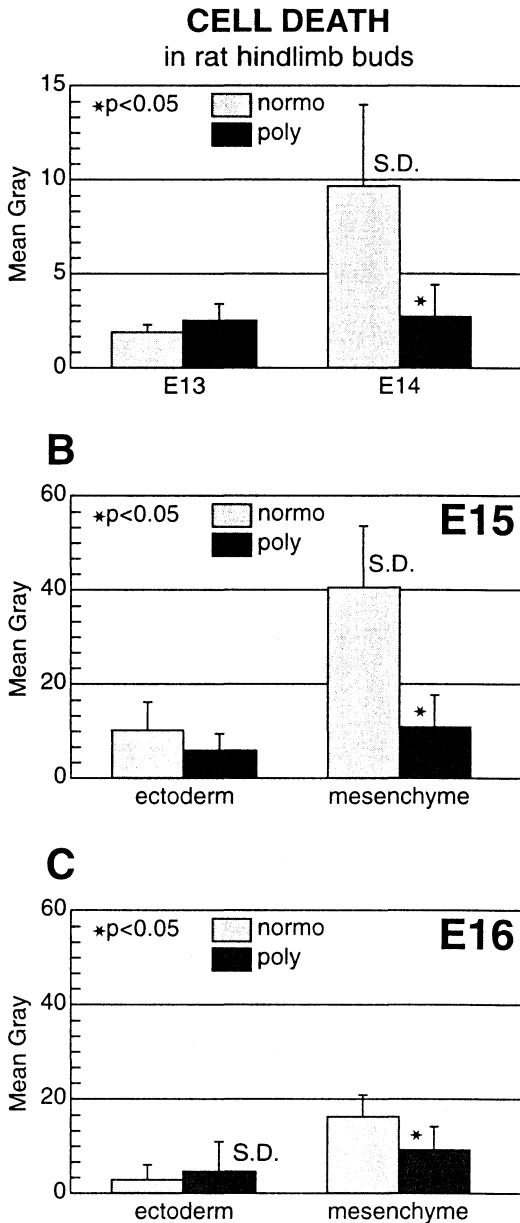 CELL DEATH
in rat hindlimb buds
15
*p<0.05
normo
poly
S.D.
10
Mean Gray
5
*
0
E13
E14
B
60
*p<0.05
normo
E15
poly
S.D.
40
Mean Gray
20
*
0
ectoderm
mesenchyme
C
60
*p<0.05
normo
E16
poly
40
Mean Gray
20
*
S.D.
0
ectoderm
mesenchyme